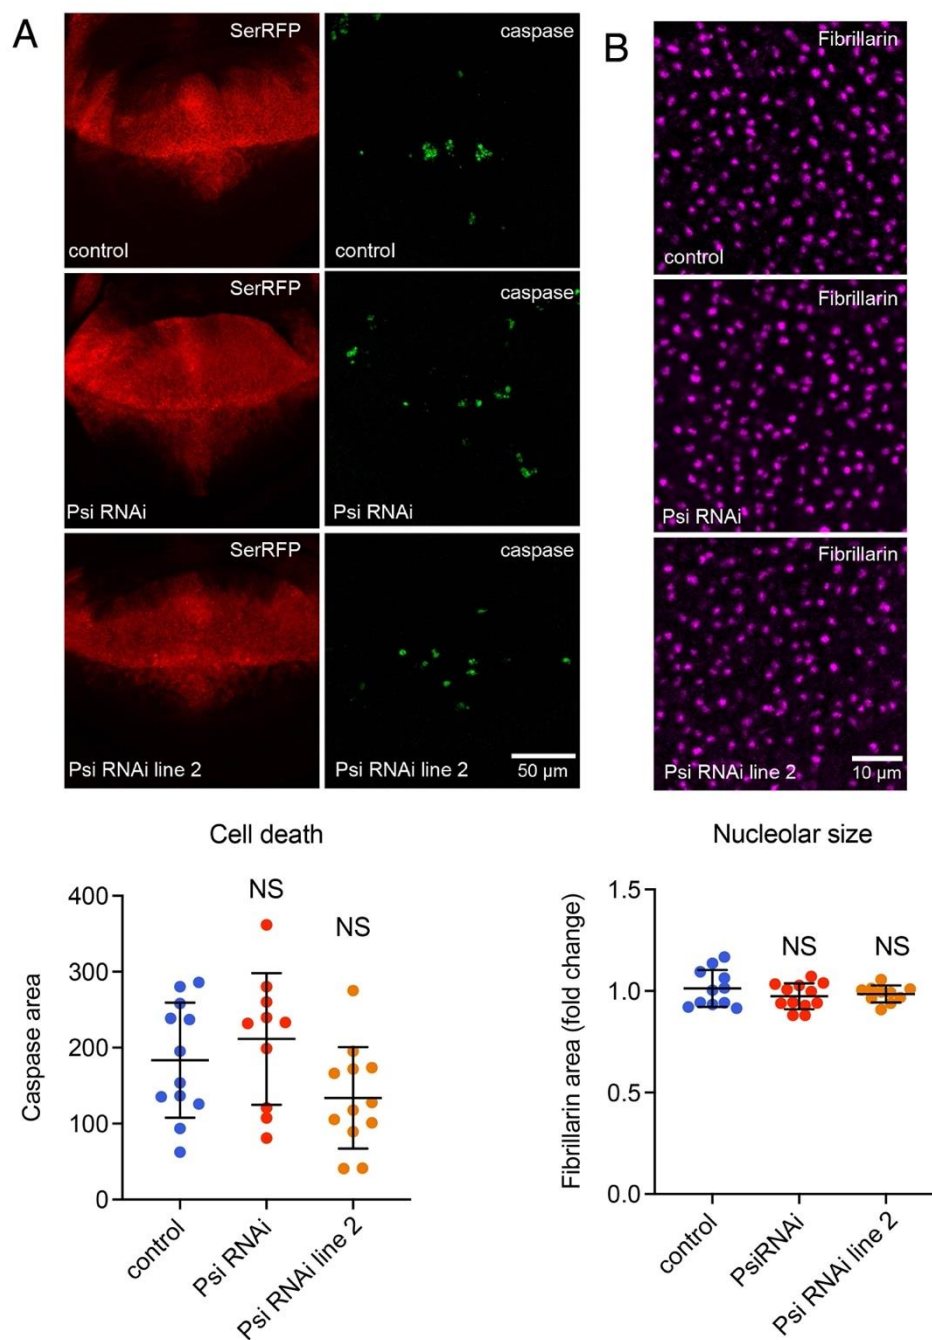 A
SerRFP
caspase
B
Fibrillarin
control
control
control
SerRFP
caspase
Fibrillarin
Psi RNAi
Psi RNAi
Psi RNAi
SerRFP
caspase
Fibrillarin
Psi RNAi line 2
Psi RNAi line 2
50 µm
Psi RNAi line 2
10 µm
Cell death
400
300
200
100
0
Caspase area
NS
NS
control
Psi RNAi
Psi RNAi line 2
Nucleolar size
1.5
1.0
0.5
0.0
Fibrillarin area (fold change)
NS
NS
control
PsiRNAi
Psi RNAi line 2